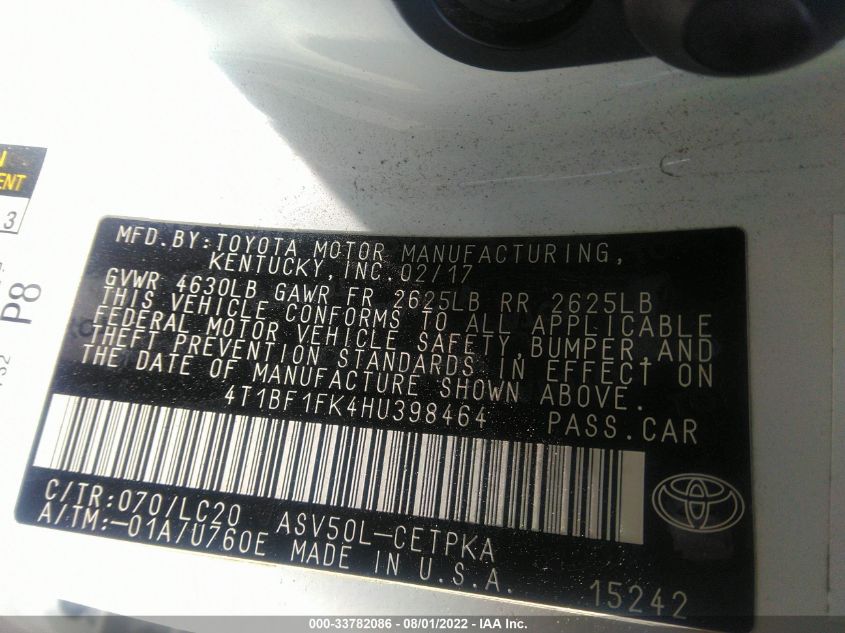 N
ENT
3
P8
732
MFD. BY: TOYOTA MOTOR MANUFACTURING,
KENTUCKY, INC. 02/17
GVWR 4630LB GAWR FR 2625LB RR 2625LB
THIS VEHICLE CONFORMS TO ALL APPLICABLE
FEDERAL MOTOR VEHICLE SAFETY, BUMPER, AND
THEFT PREVENTION STANDARDS IN EFFECT ON
THE DATE OF MANUFACTURE SHOWN ABOVE.
4T1BF1FK4HU398464 PASS. CAR
C/TR: 070/LC20 ASV50L-CETPKA
A/TM: -01A/U760E MADE IN U.S.A.
15242
000-33782086 - 08/01/2022 - IAA Inc.